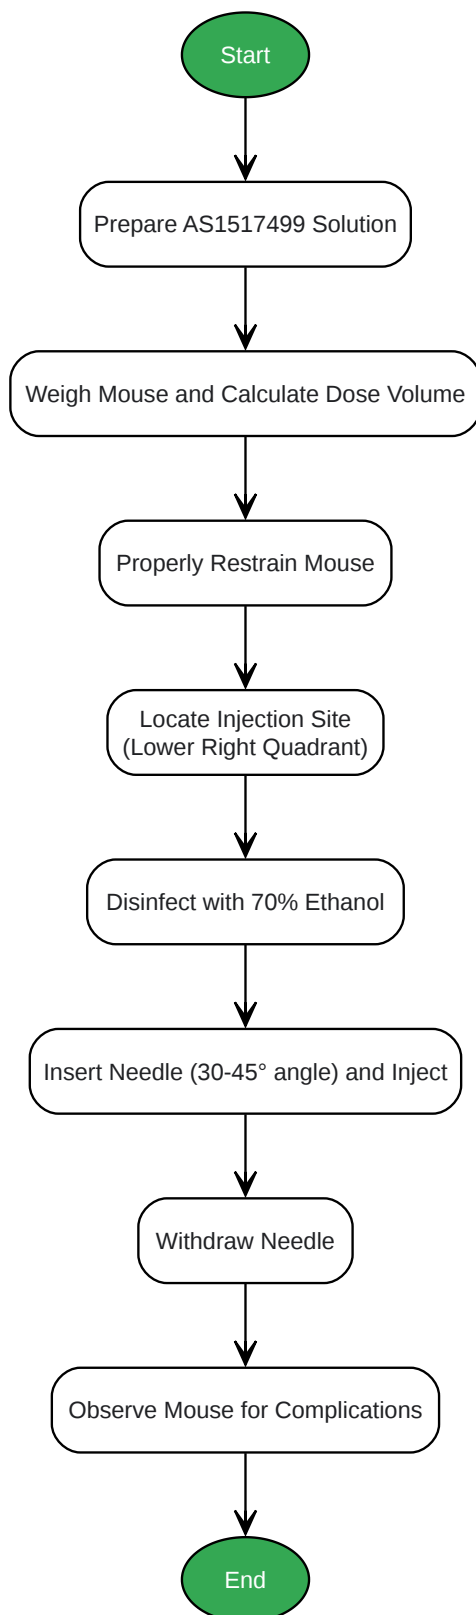 Start
Prepare AS1517499 Solution
Weigh Mouse and Calculate Dose Volume
Properly Restrain Mouse
Locate Injection Site
(Lower Right Quadrant)
Disinfect with 70% Ethanol
Insert Needle (30-45° angle) and Inject
Withdraw Needle
Observe Mouse for Complications
End